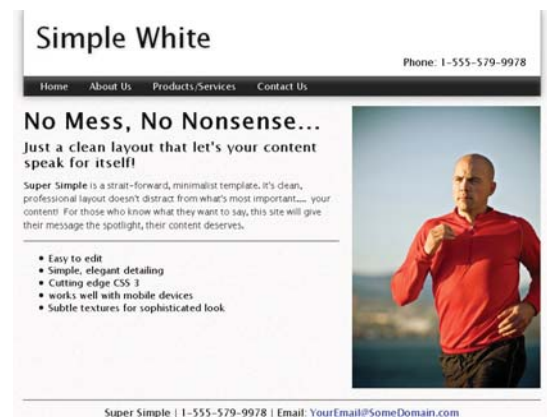 Simple White
Phone: 1-555-579-9978
Home About Us Products/Services Contact Us
No Mess, No Nonsense...
Just a clean layout that let's your content
speak for itself!
Super Simple is a strait-forward, minimalist template. It's clean,
professional layout doesn't distract from what's most important.... your
content! For those who know what they want to say, this site will give
their message the spotlight, their content deserves.
• Easy to edit
• Simple, elegant detailing
• Cutting edge CSS 3
• works well with mobile devices
• Subtle textures for sophisticated look
Super Simple | 1-555-579-9978 | Email: YourEmail@SomeDomain.com